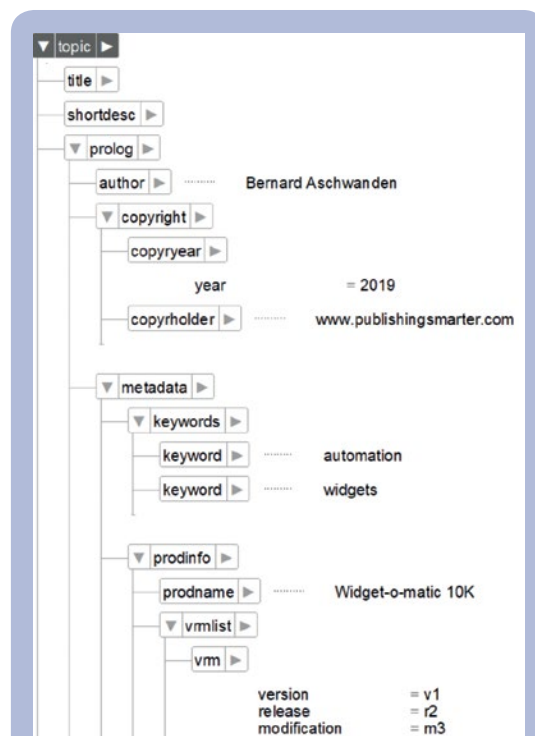 topic
title
shortdesc
prolog
author Bernard Aschwanden
copyright
copyryear
year = 2019
copyrholder www.publishingsmarter.com
metadata
keywords
keyword automation
keyword widgets
prodinfo
prodname Widget-o-matic 10K
vrmlist
vrm
version = v1
release = r2
modification = m3